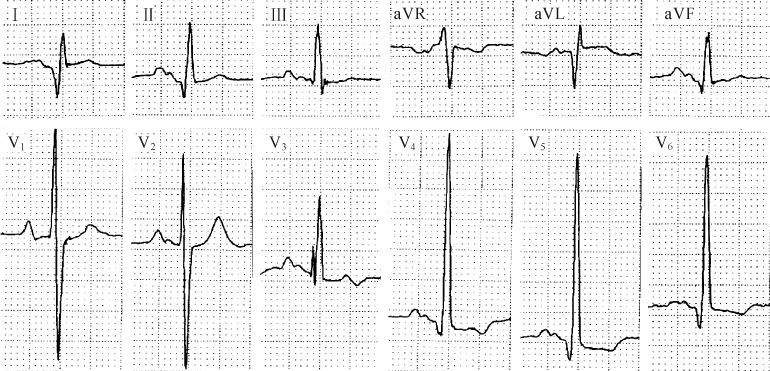 I II III aVR aVL aVF
V₁ V₂ V₃ V₄ V₅ V₆